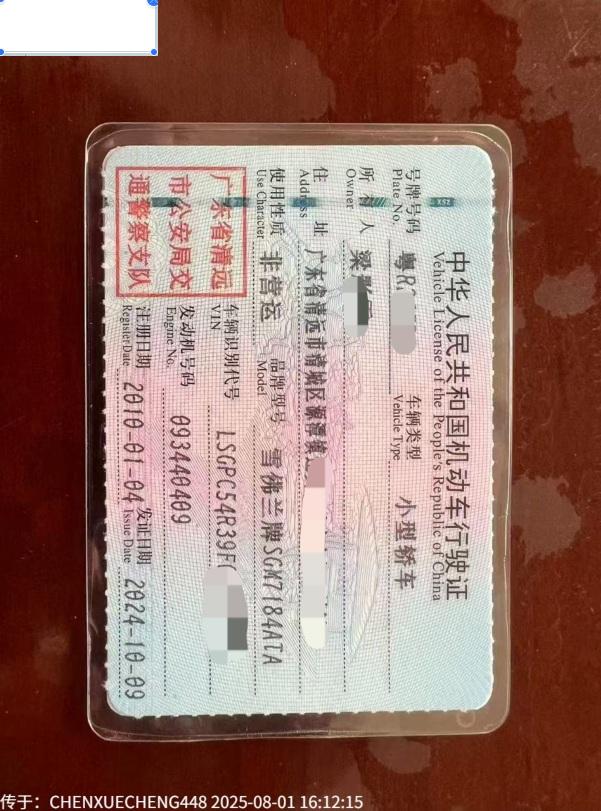 中华人民共和国机动车行驶证
Vehicle License of the People's Republic of China
号牌号码 粤R 车辆类型 小型轿车
Plate No. Vehicle Type
所有人 梁
Owner
住址 广东省清远市清城区源潭镇
Address
使用性质 非营运 品牌型号 雪佛兰牌SGM7184ATA
Use Character Model
广东省清远
市公安局交
通警察支队
车辆识别代号 LSGPC54R39F
VIN
发动机号码 093440409
Engine No.
注册日期 2010-01-04 发证日期 2024-10-09
Register Date Issue Date
传于：CHENXUECHENG448 2025-08-01 16:12:15